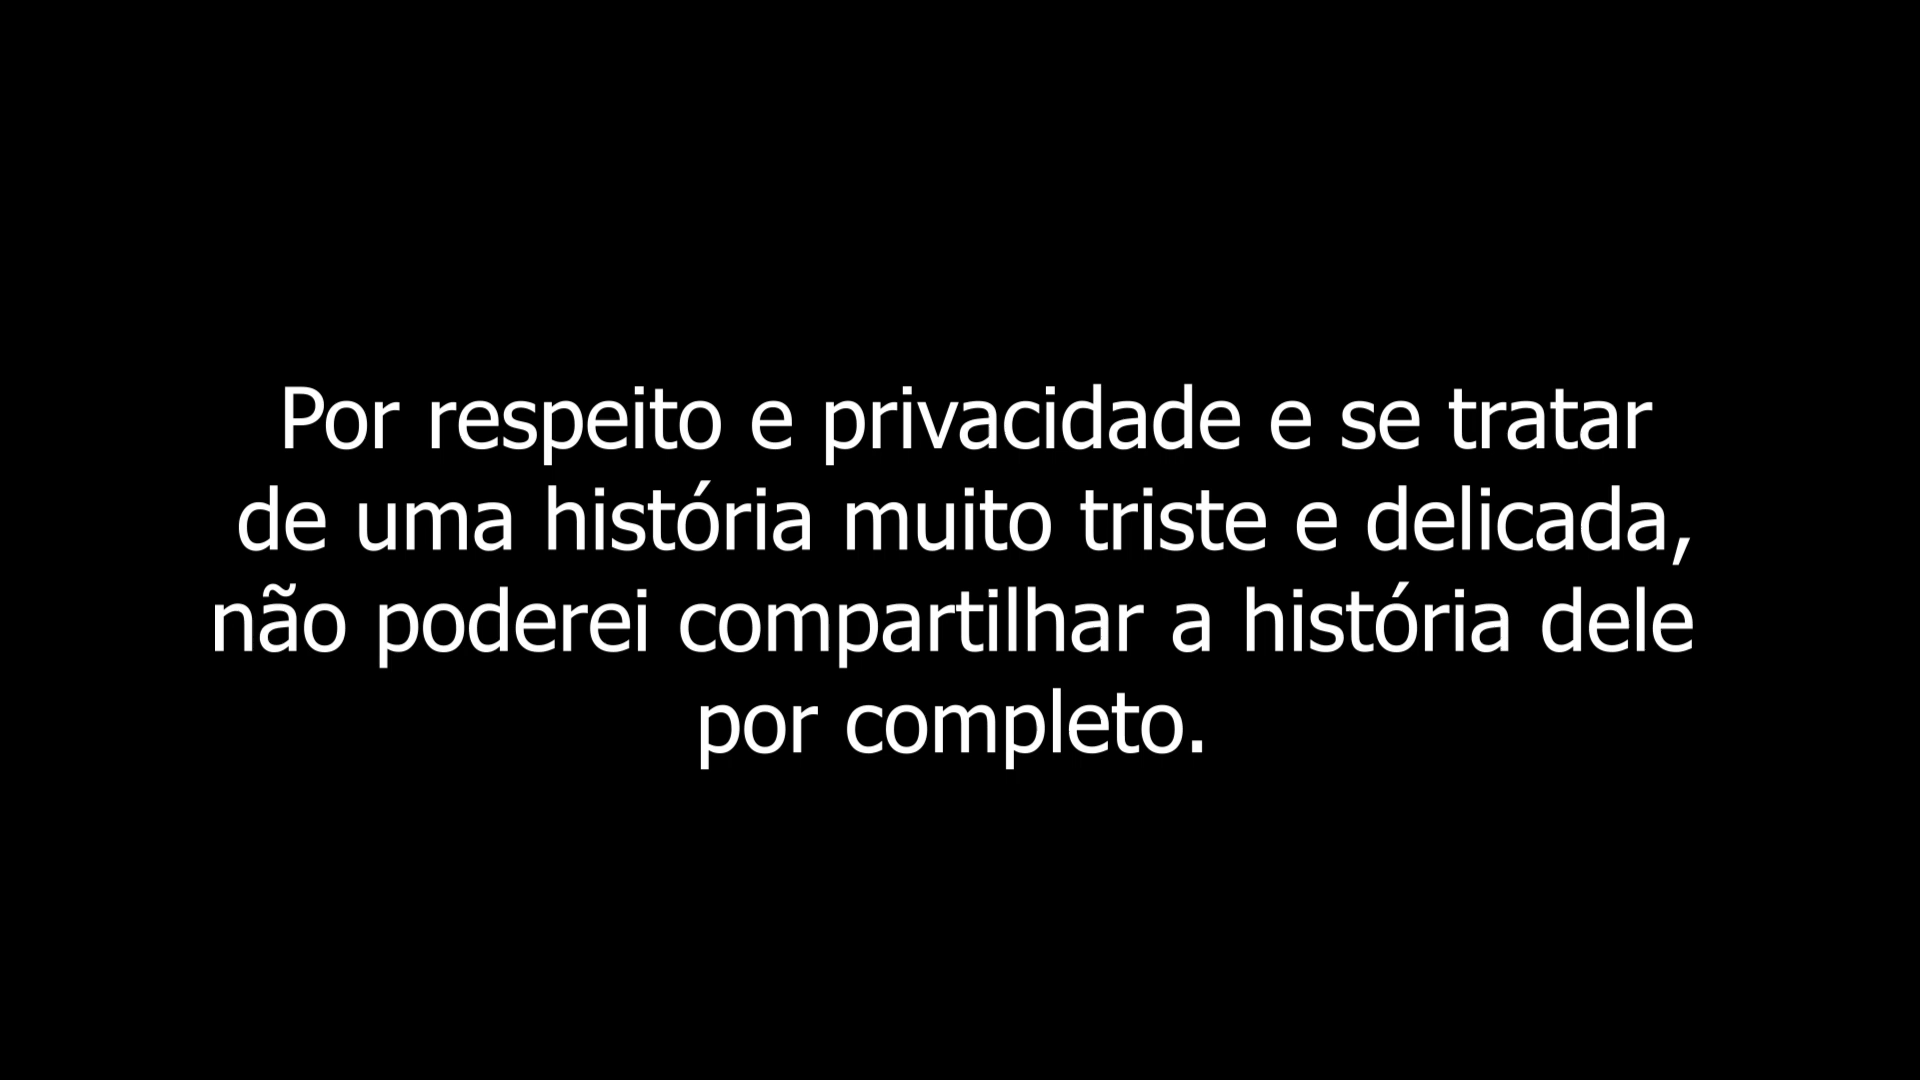 Por respeito e privacidade e se tratar
de uma história muito triste e delicada,
não poderei compartilhar a história dele
por completo.